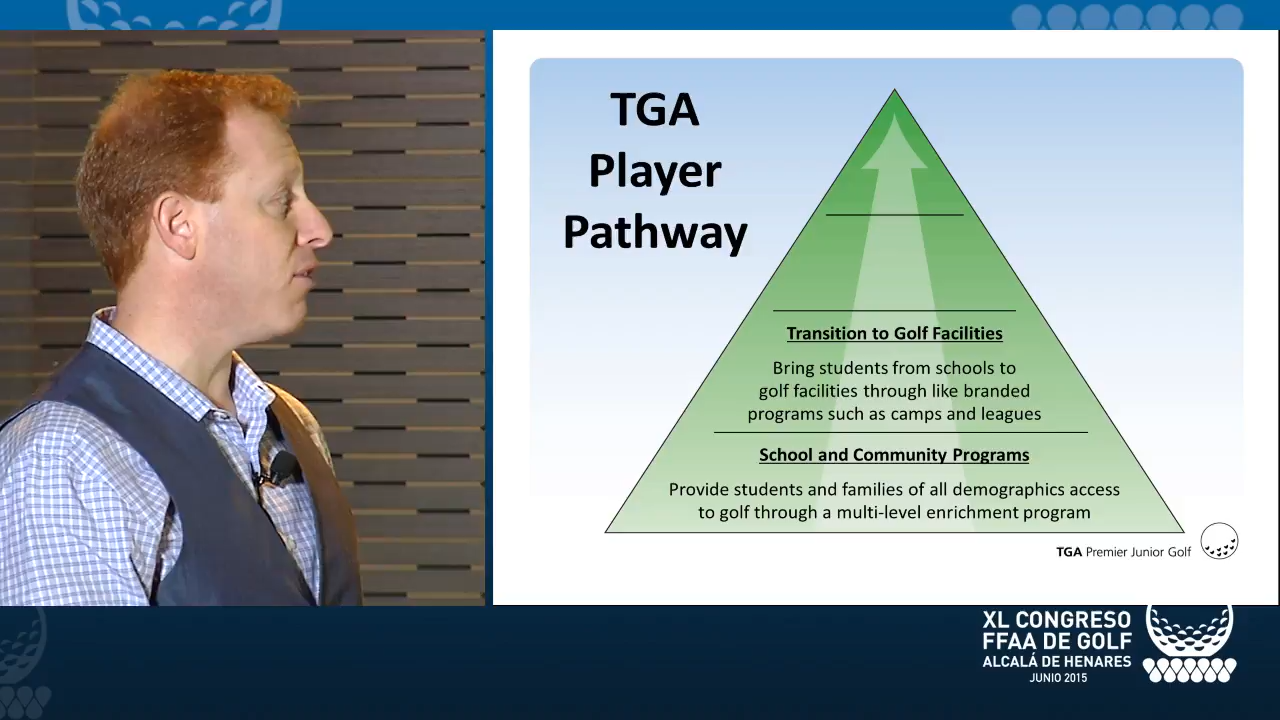 TGA
Player
Pathway
Transition to Golf Facilities
Bring students from schools to
golf facilities through like branded
programs such as camps and leagues
School and Community Programs
Provide students and families of all demographics access
to golf through a multi-level enrichment program
TGA Premier Junior Golf
XL CONGRESO
FFAA DE GOLF
ALCALÁ DE HENARES
JUNIO 2015